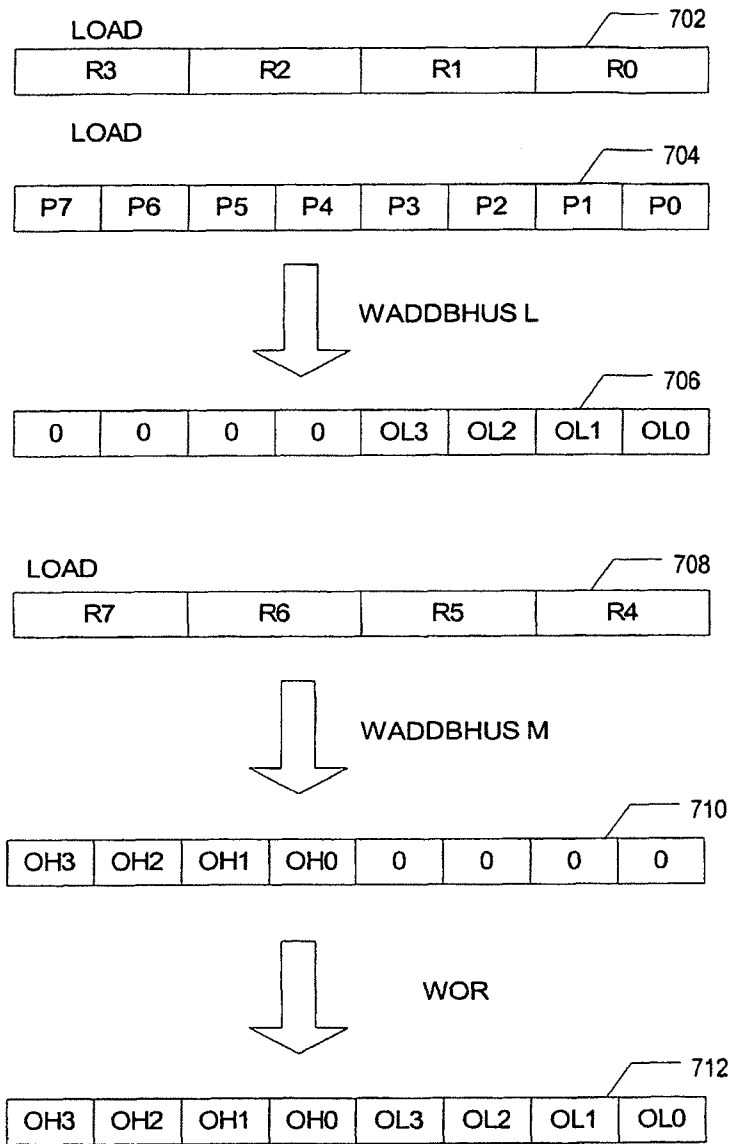 LOAD
702
R3 R2 R1 R0
LOAD
704
P7 P6 P5 P4 P3 P2 P1 P0
WADDBHUS L
706
0 0 0 0 OL3 OL2 OL1 OL0
LOAD
708
R7 R6 R5 R4
WADDBHUS M
710
OH3 OH2 OH1 OH0 0 0 0 0
WOR
712
OH3 OH2 OH1 OH0 OL3 OL2 OL1 OL0